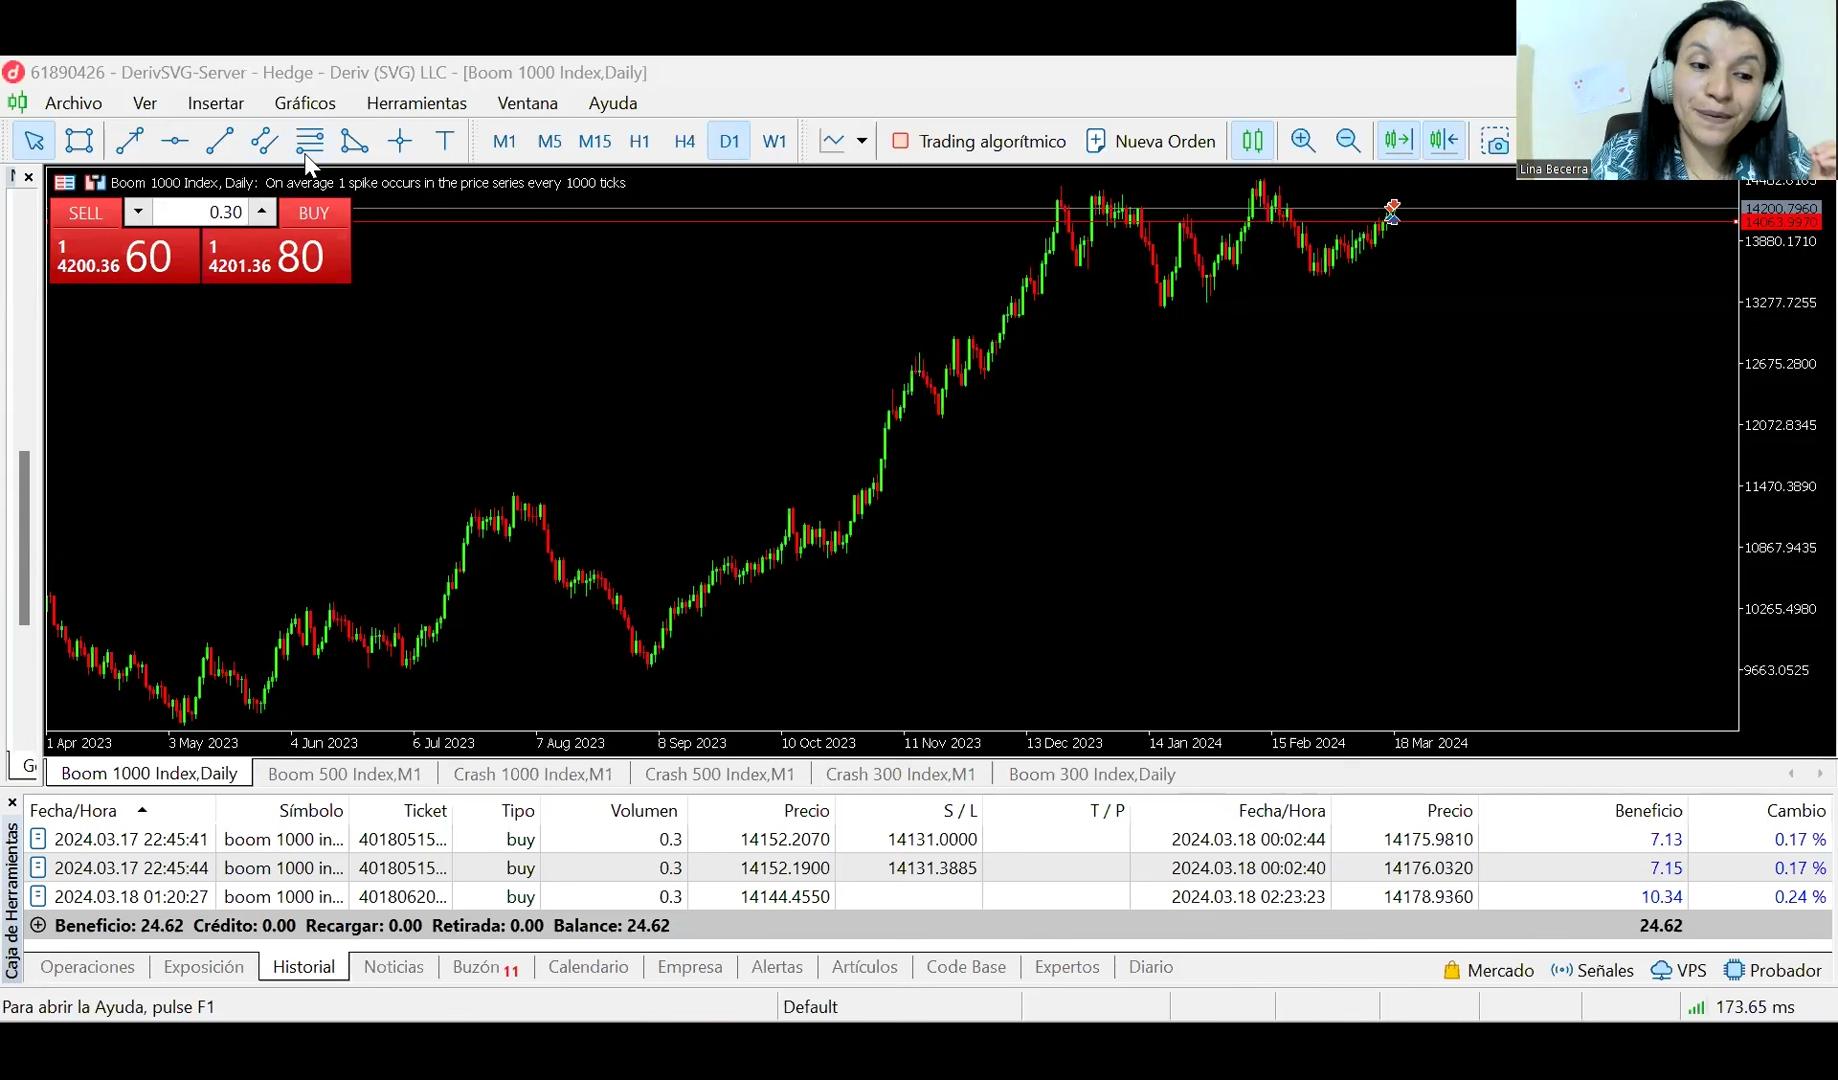 61890426 - DerivSVG-Server - Hedge - Deriv (SVG) LLC - [Boom 1000 Index,Daily]
Archivo Ver Insertar Gráficos Herramientas Ventana Ayuda
M1 M5 M15 H1 H4 D1 W1 Trading algorítmico Nueva Orden
Lina Becerra
Boom 1000 Index, Daily: On average 1 spike occurs in the price series every 1000 ticks
SELL 0.30 BUY
1 4200.36 60 1 4201.36 80
14200.7960
14063.9970
13880.1710
13277.7255
12675.2800
12072.8345
11470.3890
10867.9435
10265.4980
9663.0525
1 Apr 2023 3 May 2023 4 Jun 2023 6 Jul 2023 7 Aug 2023 8 Sep 2023 10 Oct 2023 11 Nov 2023 13 Dec 2023 14 Jan 2024 15 Feb 2024 18 Mar 2024
Boom 1000 Index,Daily Boom 500 Index,M1 Crash 1000 Index,M1 Crash 500 Index,M1 Crash 300 Index,M1 Boom 300 Index,Daily
Caja de Herramientas
Fecha/Hora Símbolo Ticket Tipo Volumen Precio S / L T / P Fecha/Hora Precio Beneficio Cambio
2024.03.17 22:45:41 boom 1000 in... 40180515... buy 0.3 14152.2070 14131.0000 2024.03.18 00:02:44 14175.9810 7.13 0.17 %
2024.03.17 22:45:44 boom 1000 in... 40180515... buy 0.3 14152.1900 14131.3885 2024.03.18 00:02:40 14176.0320 7.15 0.17 %
2024.03.18 01:20:27 boom 1000 in... 40180620... buy 0.3 14144.4550 2024.03.18 02:23:23 14178.9360 10.34 0.24 %
Beneficio: 24.62 Crédito: 0.00 Recargar: 0.00 Retirada: 0.00 Balance: 24.62 24.62
Operaciones Exposición Historial Noticias Buzón 11 Calendario Empresa Alertas Artículos Code Base Expertos Diario Mercado Señales VPS Probador
Para abrir la Ayuda, pulse F1 Default 173.65 ms